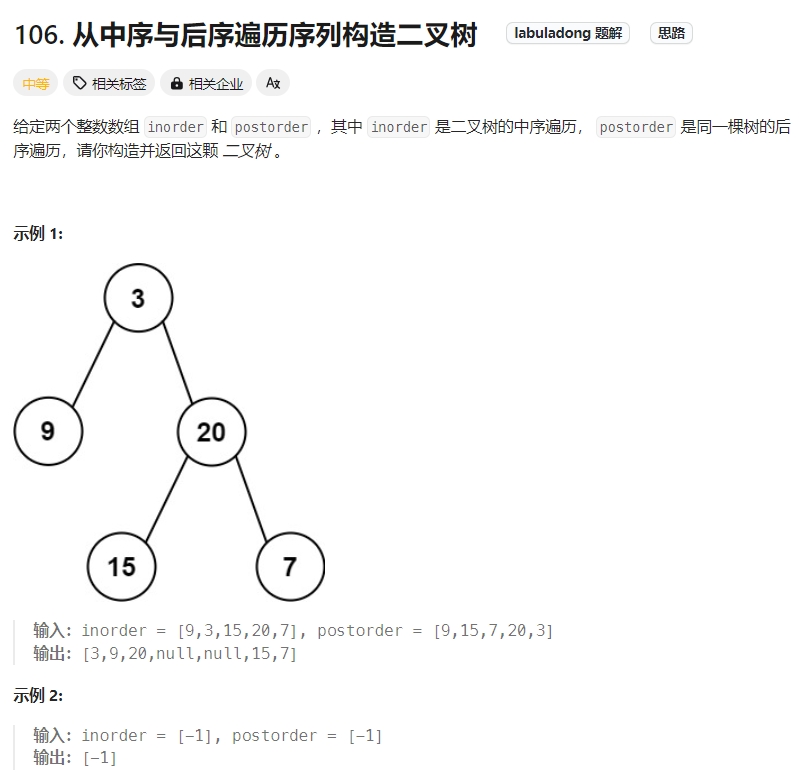 106. 从中序与后序遍历序列构造二叉树 labuladong 题解 思路
中等 相关标签 相关企业 Ax
给定两个整数数组 inorder 和 postorder ，其中 inorder 是二叉树的中序遍历， postorder 是同一棵树的后
序遍历，请你构造并返回这颗 二叉树 。
示例 1:
3
9 20
15 7
输入：inorder = [9,3,15,20,7], postorder = [9,15,7,20,3]
输出：[3,9,20,null,null,15,7]
示例 2:
输入：inorder = [-1], postorder = [-1]
输出：[-1]